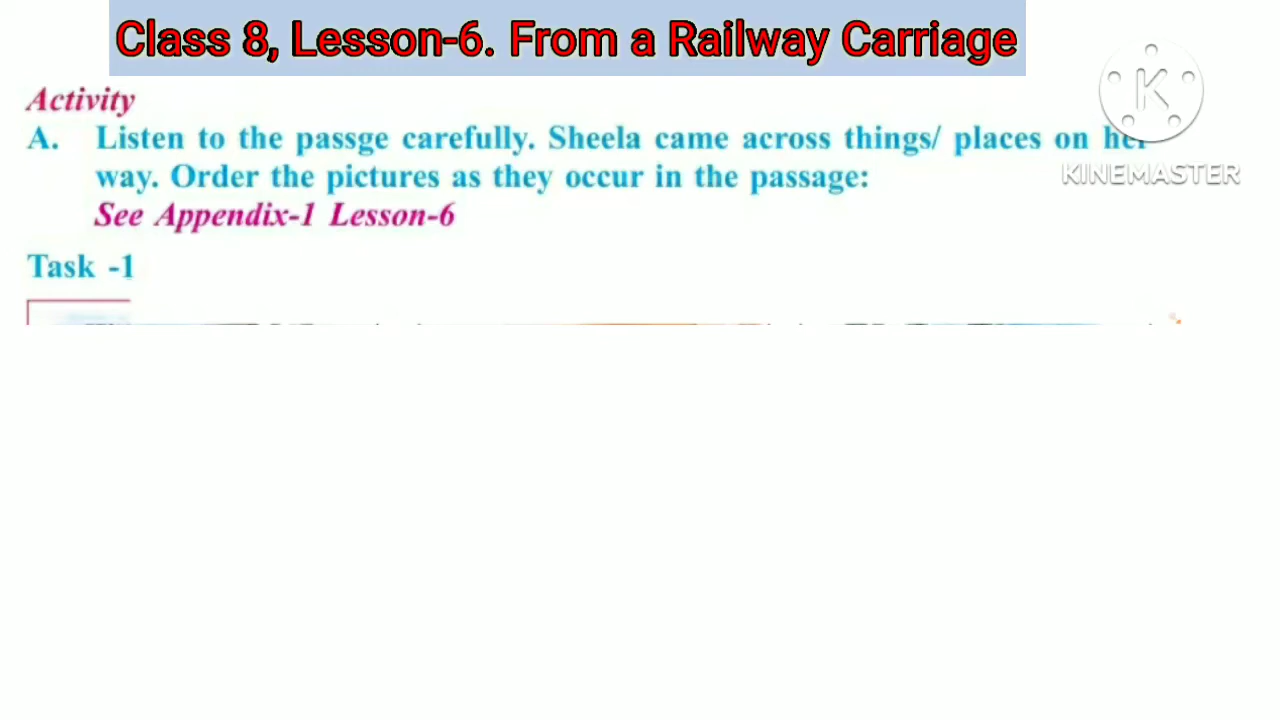 Class 8, Lesson-6. From a Railway Carriage
Activity
A. Listen to the passge carefully. Sheela came across things/ places on her
way. Order the pictures as they occur in the passage:
See Appendix-1 Lesson-6
Task -1
K
KINEMASTER